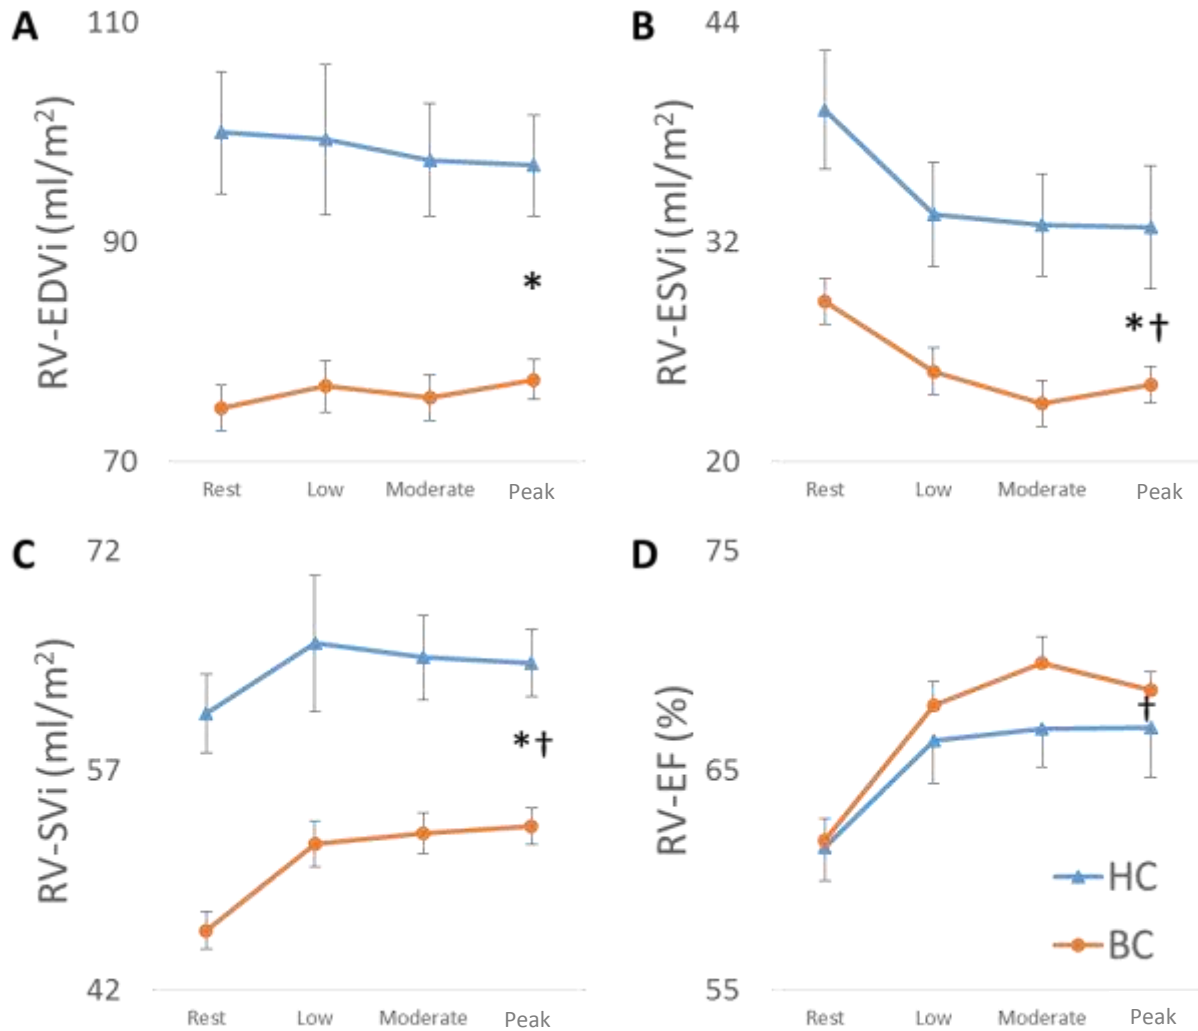 A
110
90
70
RV-EDVi (ml/m²)
*
Rest Low Moderate Peak
B
44
32
20
RV-ESVi (ml/m²)
*†
Rest Low Moderate Peak
C
72
57
42
RV-SVi (ml/m²)
*†
Rest Low Moderate Peak
D
75
65
55
RV-EF (%)
†
HC
BC
Rest Low Moderate Peak